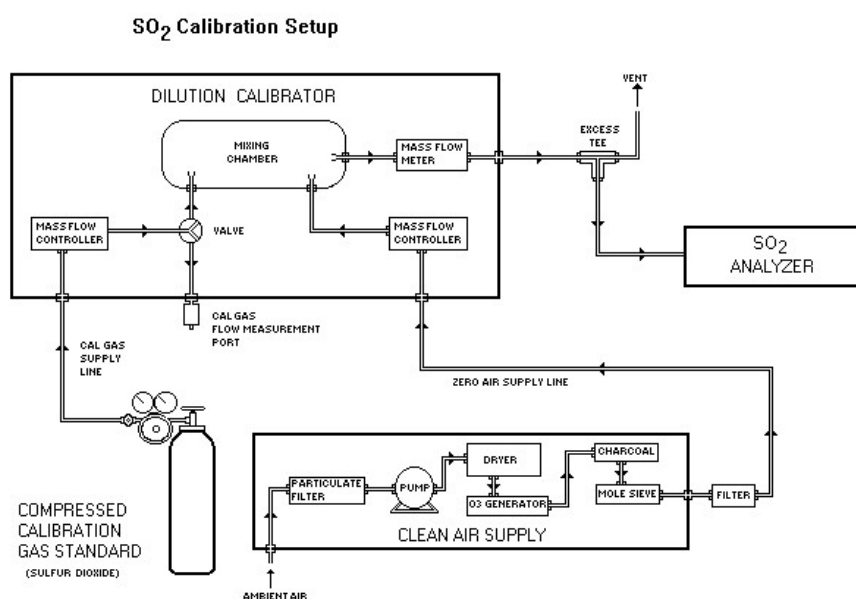 SO2 Calibration Setup
DILUTION CALIBRATOR
MIXING
CHAMBER
MASS FLOW
METER
EXCESS
TEE
VENT
MASS FLOW
CONTROLLER
VALVE
MASS FLOW
CONTROLLER
SO2
ANALYZER
CAL GAS
FLOW MEASUREMENT
PORT
CAL GAS
SUPPLY
LINE
ZERO AIR SUPPLY LINE
PARTICULATE
FILTER
PUMP
DRYER
O3 GENERATOR
CHARCOAL
MOLE SIEVE
FILTER
CLEAN AIR SUPPLY
COMPRESSED
CALIBRATION
GAS STANDARD
(SULFUR DIOXIDE)
AMBIENT AIR